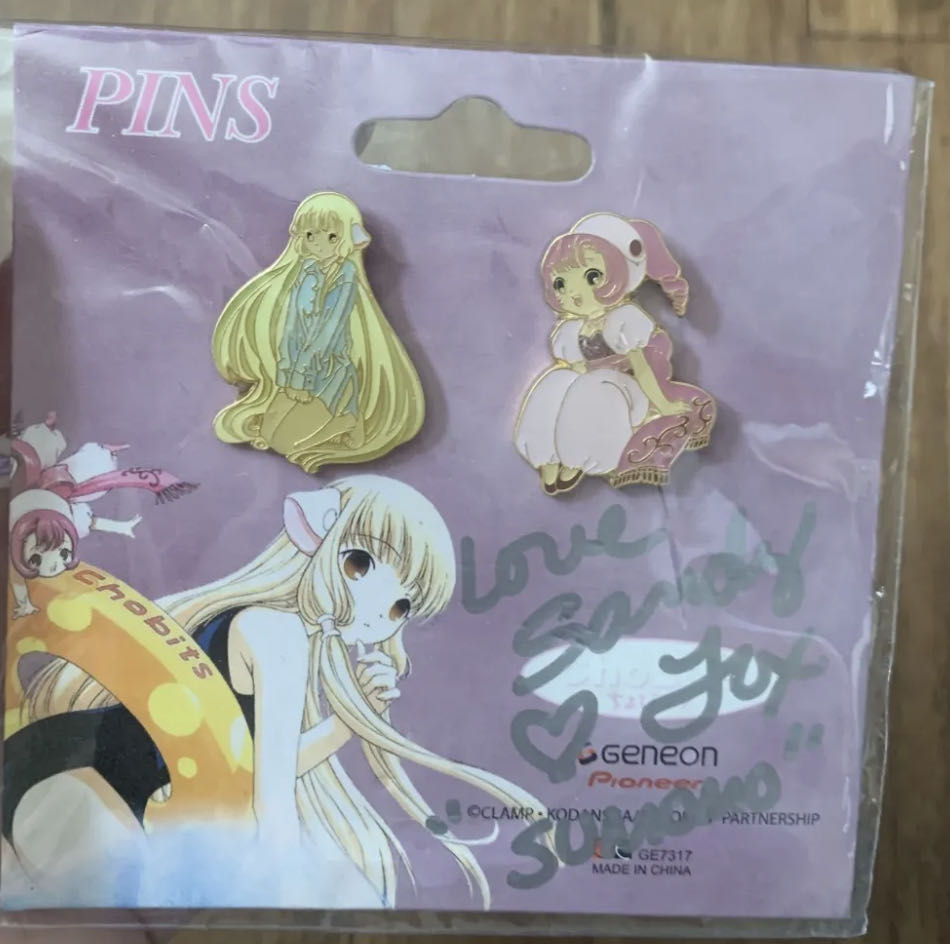 PINS
Chobits
Love
Sandy
Fox
♡
GENEON
PIONEER
"SUMOMO"
©CLAMP • KODANSHA/ PARTNERSHIP
GE7317
MADE IN CHINA